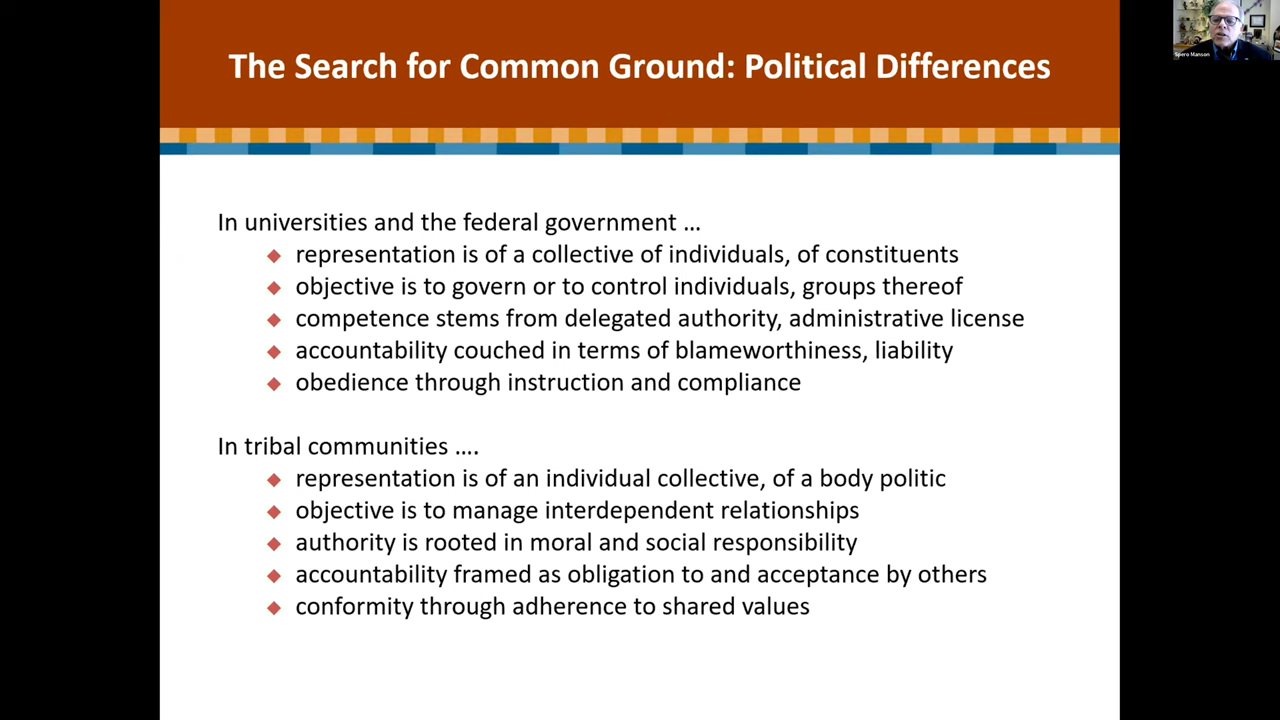 The Search for Common Ground: Political Differences
Spero Manson
In universities and the federal government …
representation is of a collective of individuals, of constituents
objective is to govern or to control individuals, groups thereof
competence stems from delegated authority, administrative license
accountability couched in terms of blameworthiness, liability
obedience through instruction and compliance
In tribal communities ….
representation is of an individual collective, of a body politic
objective is to manage interdependent relationships
authority is rooted in moral and social responsibility
accountability framed as obligation to and acceptance by others
conformity through adherence to shared values